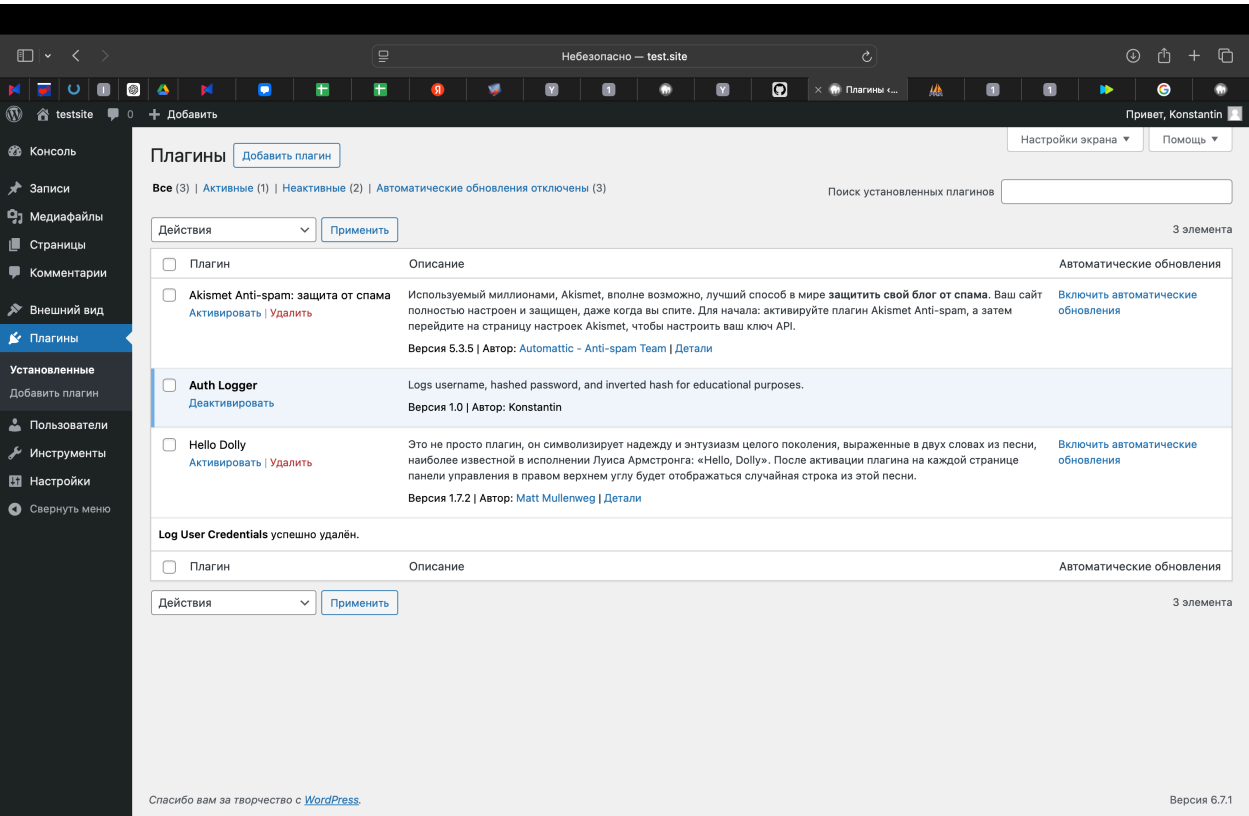 Небезопасно — test.site
Плагины ‹...
testsite 0 Добавить Привет, Konstantin
Настройки экрана Помощь
Консоль
Записи
Медиафайлы
Страницы
Комментарии
Внешний вид
Плагины
Установленные
Добавить плагин
Пользователи
Инструменты
Настройки
Свернуть меню
Плагины Добавить плагин
Все (3) | Активные (1) | Неактивные (2) | Автоматические обновления отключены (3)
Поиск установленных плагинов
Действия Применить 3 элемента
Плагин Описание Автоматические обновления
Akismet Anti-spam: защита от спама
Активировать | Удалить
Используемый миллионами, Akismet, вполне возможно, лучший способ в мире защитить свой блог от спама. Ваш сайт
полностью настроен и защищен, даже когда вы спите. Для начала: активируйте плагин Akismet Anti-spam, а затем
перейдите на страницу настроек Akismet, чтобы настроить ваш ключ API.
Версия 5.3.5 | Автор: Automattic - Anti-spam Team | Детали
Включить автоматические
обновления
Auth Logger
Деактивировать
Logs username, hashed password, and inverted hash for educational purposes.
Версия 1.0 | Автор: Konstantin
Hello Dolly
Активировать | Удалить
Это не просто плагин, он символизирует надежду и энтузиазм целого поколения, выраженные в двух словах из песни,
наиболее известной в исполнении Луиса Армстронга: «Hello, Dolly». После активации плагина на каждой странице
панели управления в правом верхнем углу будет отображаться случайная строка из этой песни.
Версия 1.7.2 | Автор: Matt Mullenweg | Детали
Включить автоматические
обновления
Log User Credentials успешно удалён.
Плагин Описание Автоматические обновления
Действия Применить 3 элемента
Спасибо вам за творчество с WordPress. Версия 6.7.1